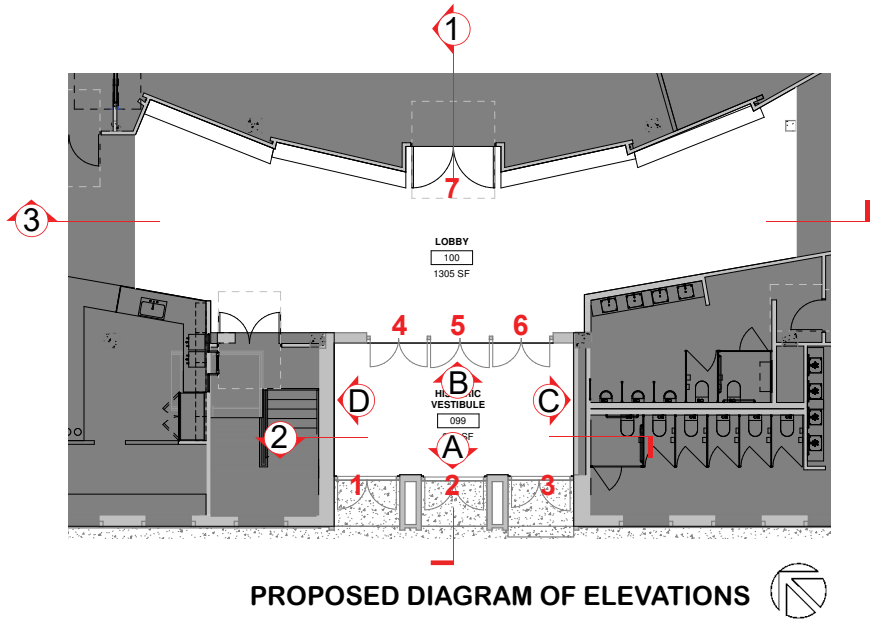 1
7
3
LOBBY
100
1305 SF
4 5 6
D B C
VESTIBULE
099
2 A
SF
1 2 3
PROPOSED DIAGRAM OF ELEVATIONS